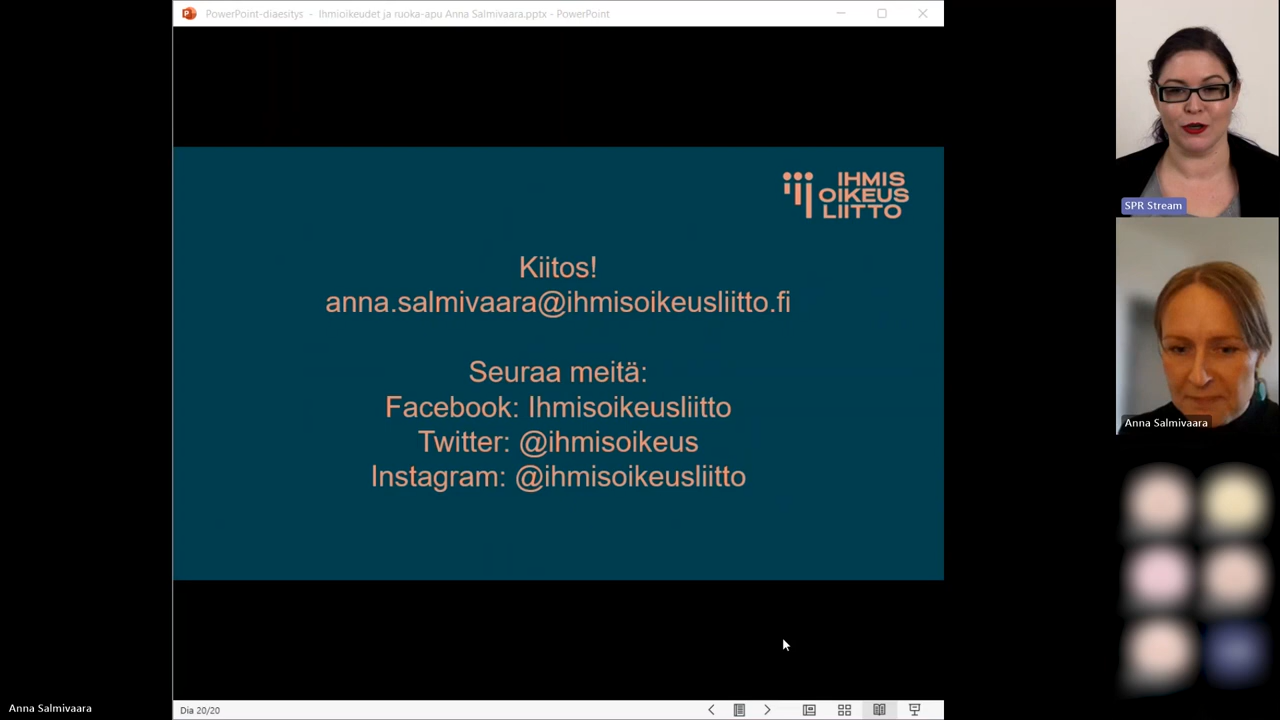 PowerPoint-diaesitys - Ihmioikeudet ja ruoka-apu Anna Salmivaara.pptx - PowerPoint
IHMIS
OIKEUS
LIITTO
Kiitos!
anna.salmivaara@ihmisoikeusliitto.fi
Seuraa meitä:
Facebook: Ihmisoikeusliitto
Twitter: @ihmisoikeus
Instagram: @ihmisoikeusliitto
Dia 20/20
SPR Stream
Anna Salmivaara
Anna Salmivaara